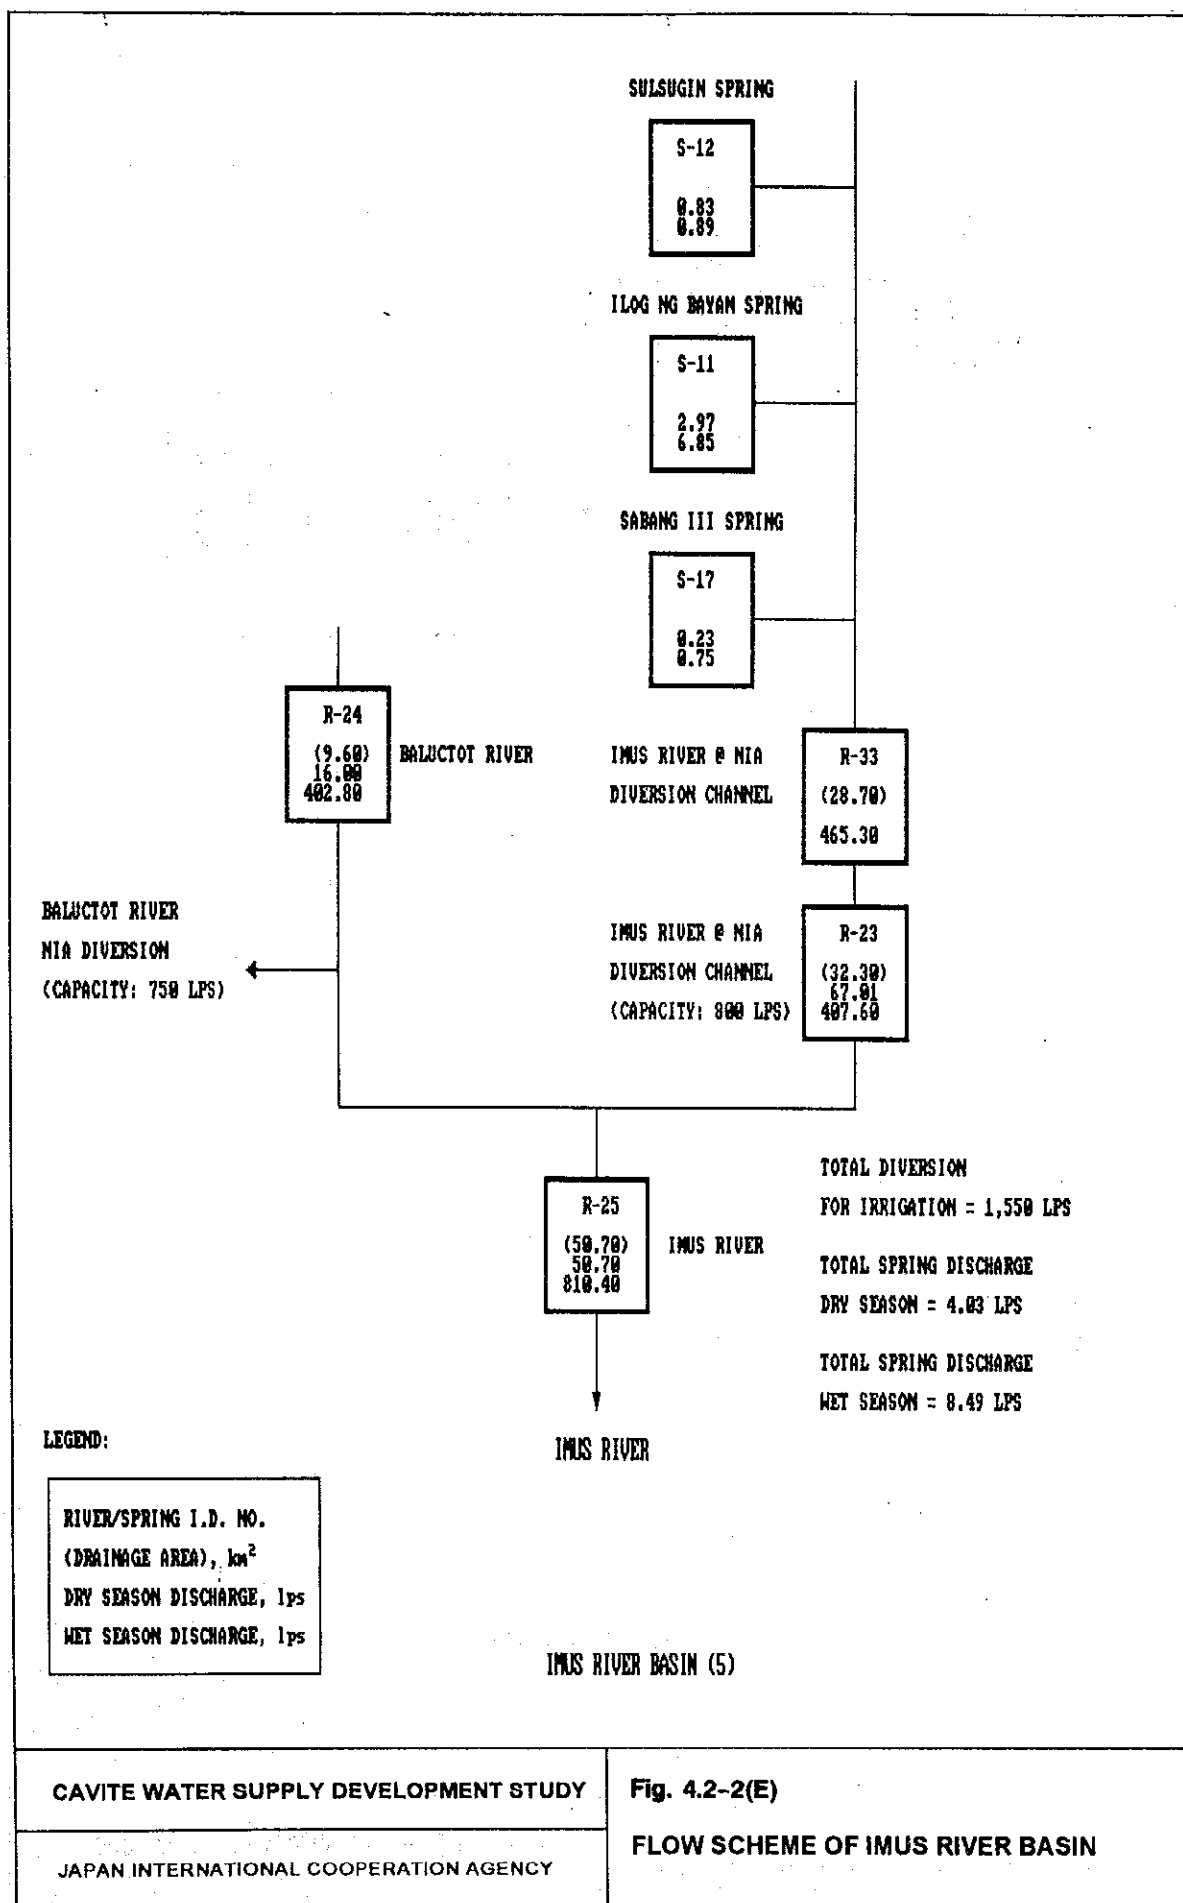 SULSUGIN SPRING
S-12
0.83
0.89
ILOG NG BAYAN SPRING
S-11
2.97
6.85
SABANG III SPRING
S-17
0.23
0.75
R-24
(9.60)
16.00
402.80
BALUCTOT RIVER
IMUS RIVER @ NIA
DIVERSION CHANNEL
R-33
(28.70)
465.30
BALUCTOT RIVER
NIA DIVERSION
(CAPACITY: 750 LPS)
IMUS RIVER @ NIA
DIVERSION CHANNEL
(CAPACITY: 800 LPS)
R-23
(32.30)
67.01
407.60
R-25
(50.70)
50.70
810.40
IMUS RIVER
TOTAL DIVERSION
FOR IRRIGATION = 1,550 LPS
TOTAL SPRING DISCHARGE
DRY SEASON = 4.03 LPS
TOTAL SPRING DISCHARGE
WET SEASON = 8.49 LPS
IMUS RIVER
LEGEND:
RIVER/SPRING I.D. NO.
(DRAINAGE AREA), km²
DRY SEASON DISCHARGE, lps
WET SEASON DISCHARGE, lps
IMUS RIVER BASIN (5)
CAVITE WATER SUPPLY DEVELOPMENT STUDY
JAPAN INTERNATIONAL COOPERATION AGENCY
Fig. 4.2-2(E)
FLOW SCHEME OF IMUS RIVER BASIN